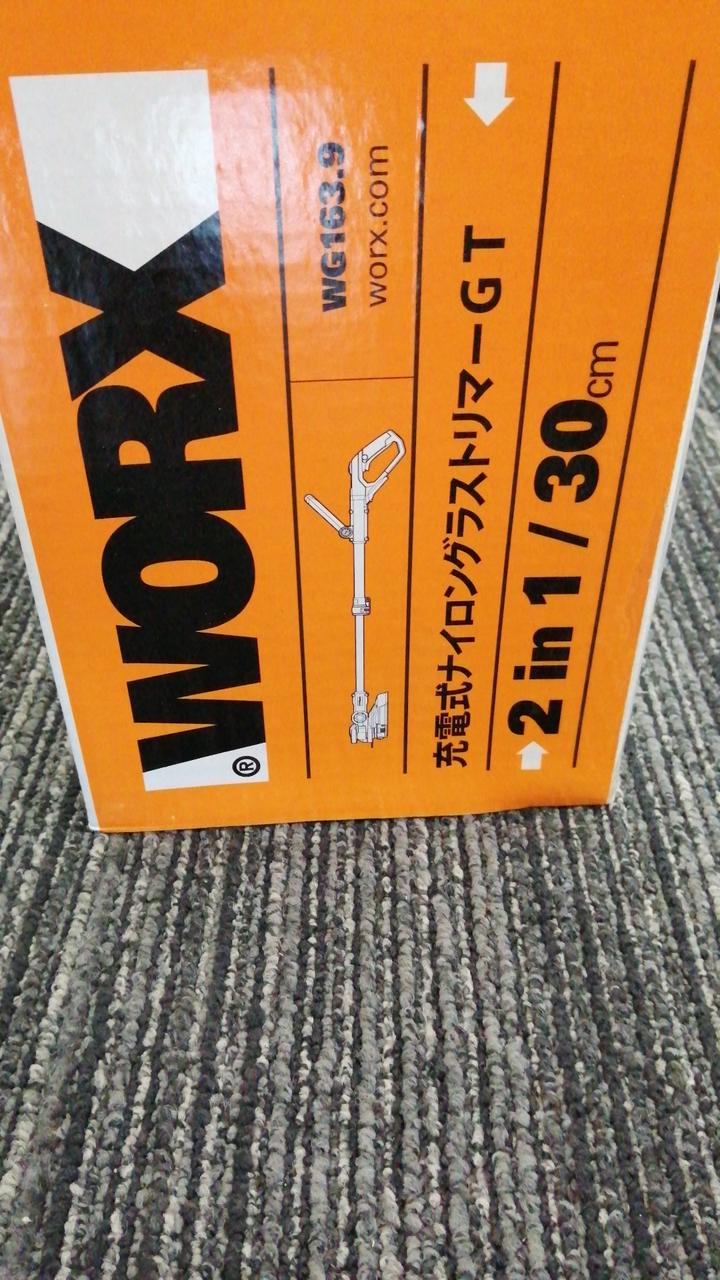 WORX®
WG163.9
worx.com
充電式ナイロングラストリマーGT
2 in 1 / 30cm